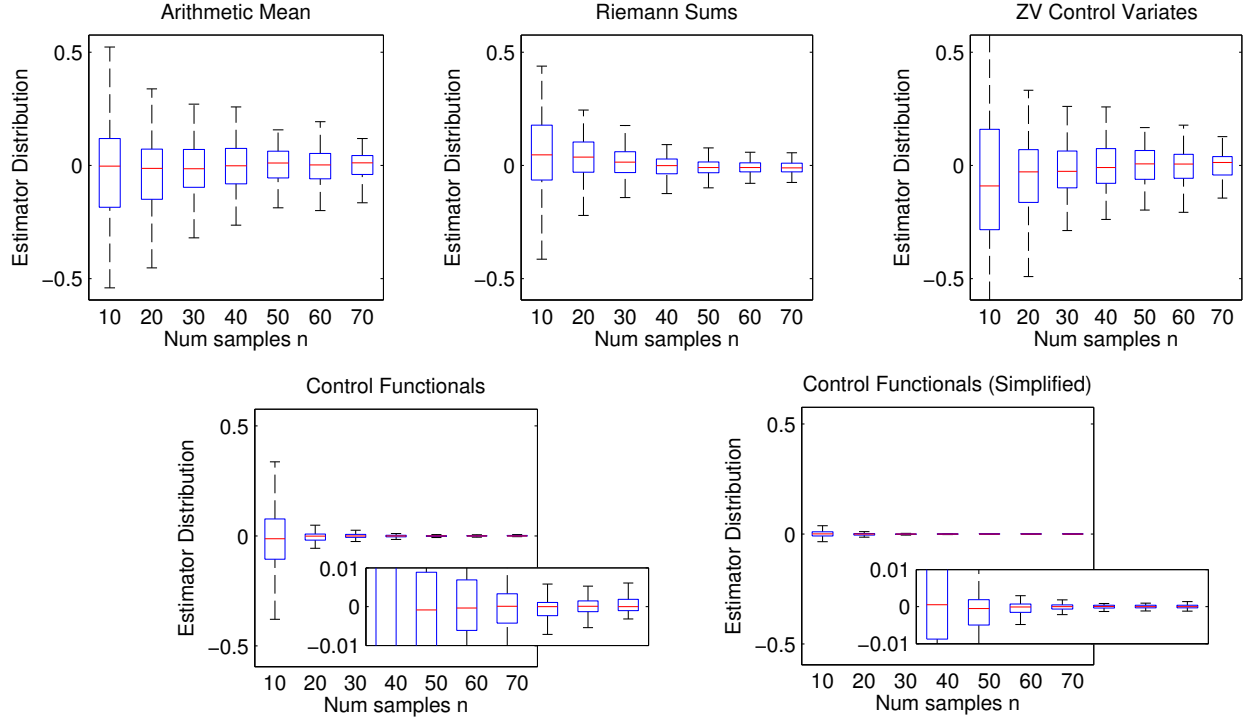 Arithmetic Mean
Riemann Sums
ZV Control Variates
Estimator Distribution
0.5
0
−0.5
10 20 30 40 50 60 70
Num samples n
Estimator Distribution
0.5
0
−0.5
10 20 30 40 50 60 70
Num samples n
Estimator Distribution
0.5
0
−0.5
10 20 30 40 50 60 70
Num samples n
Control Functionals
Control Functionals (Simplified)
Estimator Distribution
0.5
0
−0.5
0.01
0
−0.01
10 20 30 40 50 60 70
Num samples n
Estimator Distribution
0.5
0
−0.5
0.01
0
−0.01
10 20 30 40 50 60 70
Num samples n